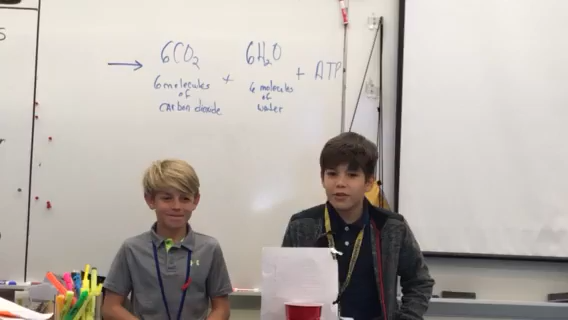 → 6CO₂ + 6H₂O + ATP
6 molecules of carbon dioxide
6 molecules of water